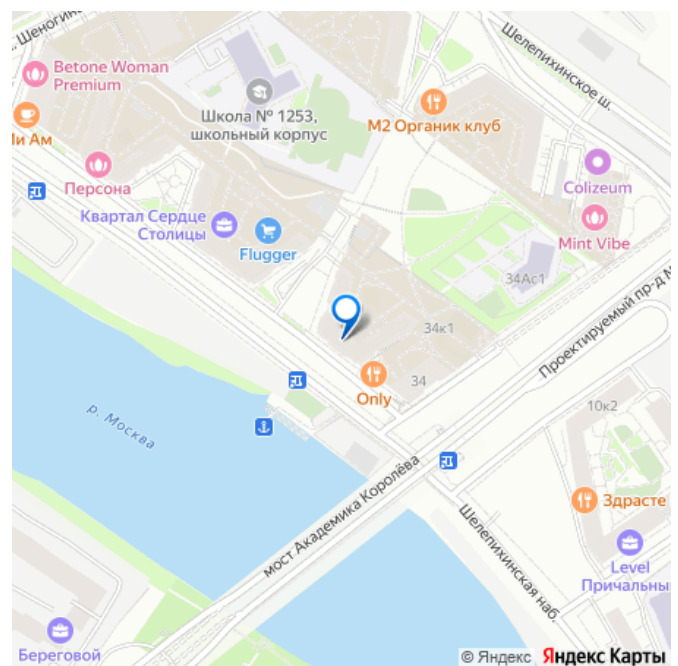 Шеногина
Betone Woman
Premium
Ми Ам
Школа № 1253,
школьный корпус
М2 Органик клуб
Шелепихинское ш.
Персона
Colizeum
Квартал Сердце
Столицы
Flugger
Mint Vibe
34Ас1
34к1
Проектируемый пр-д
34
Only
10к2
р. Москва
мост Академика Королёва
Здрасте
Шелепихинская наб.
Level
Причальны
Береговой
© Яндекс Яндекс Карты